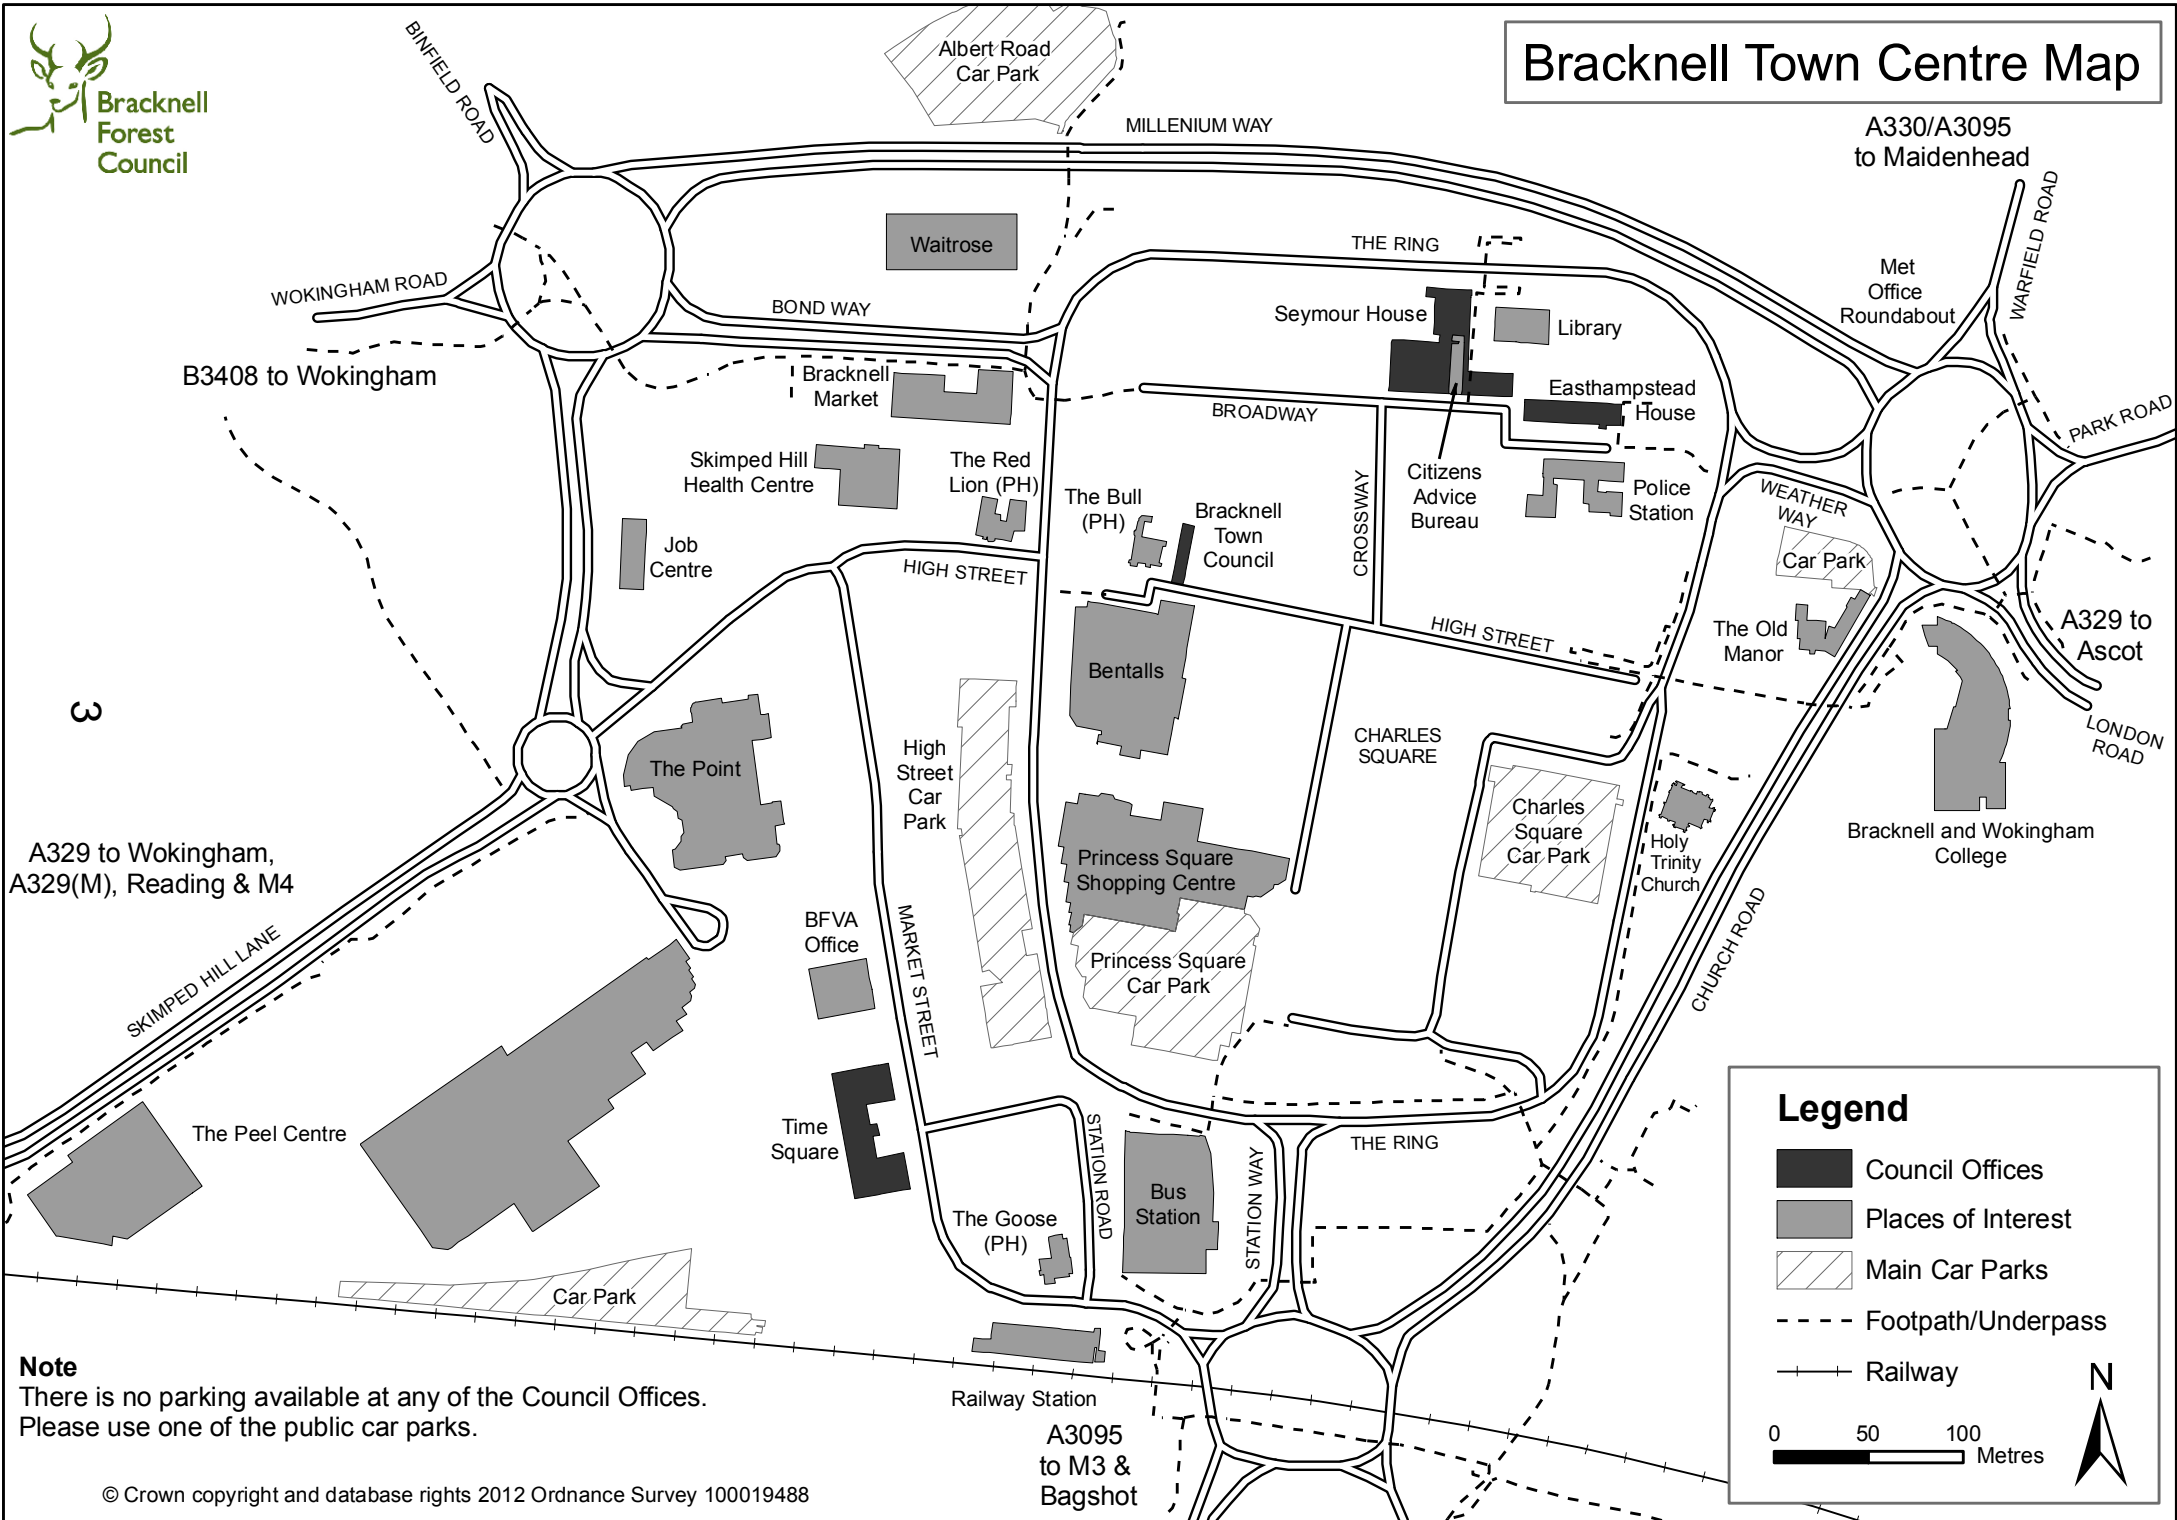 Bracknell
Forest
Council
BINFIELD ROAD
Albert Road
Car Park
Bracknell Town Centre Map
MILLENIUM WAY
A330/A3095
to Maidenhead
WARFIELD ROAD
Waitrose
THE RING
Met
Office
Roundabout
WOKINGHAM ROAD
BOND WAY
Seymour House
Library
B3408 to Wokingham
Bracknell
Market
BROADWAY
Easthampstead
House
PARK ROAD
Skimped Hill
Health Centre
The Red
Lion (PH)
The Bull
(PH)
Bracknell
Town
Council
CROSSWAY
Citizens
Advice
Bureau
Police
Station
WEATHER
WAY
Car Park
Job
Centre
HIGH STREET
HIGH STREET
The Old
Manor
A329 to
Ascot
Bentalls
3
The Point
High
Street
Car
Park
CHARLES
SQUARE
LONDON
ROAD
Charles
Square
Car Park
Holy
Trinity
Church
Bracknell and Wokingham
College
A329 to Wokingham,
A329(M), Reading & M4
Princess Square
Shopping Centre
BFVA
Office
MARKET STREET
Princess Square
Car Park
CHURCH ROAD
SKIMPED HILL LANE
The Peel Centre
Time
Square
STATION ROAD
Bus
Station
STATION WAY
THE RING
The Goose
(PH)
Car Park
Railway Station
A3095
to M3 &
Bagshot
Legend
Council Offices
Places of Interest
Main Car Parks
Footpath/Underpass
Railway
N
0 50 100
Metres
Note
There is no parking available at any of the Council Offices.
Please use one of the public car parks.
© Crown copyright and database rights 2012 Ordnance Survey 100019488